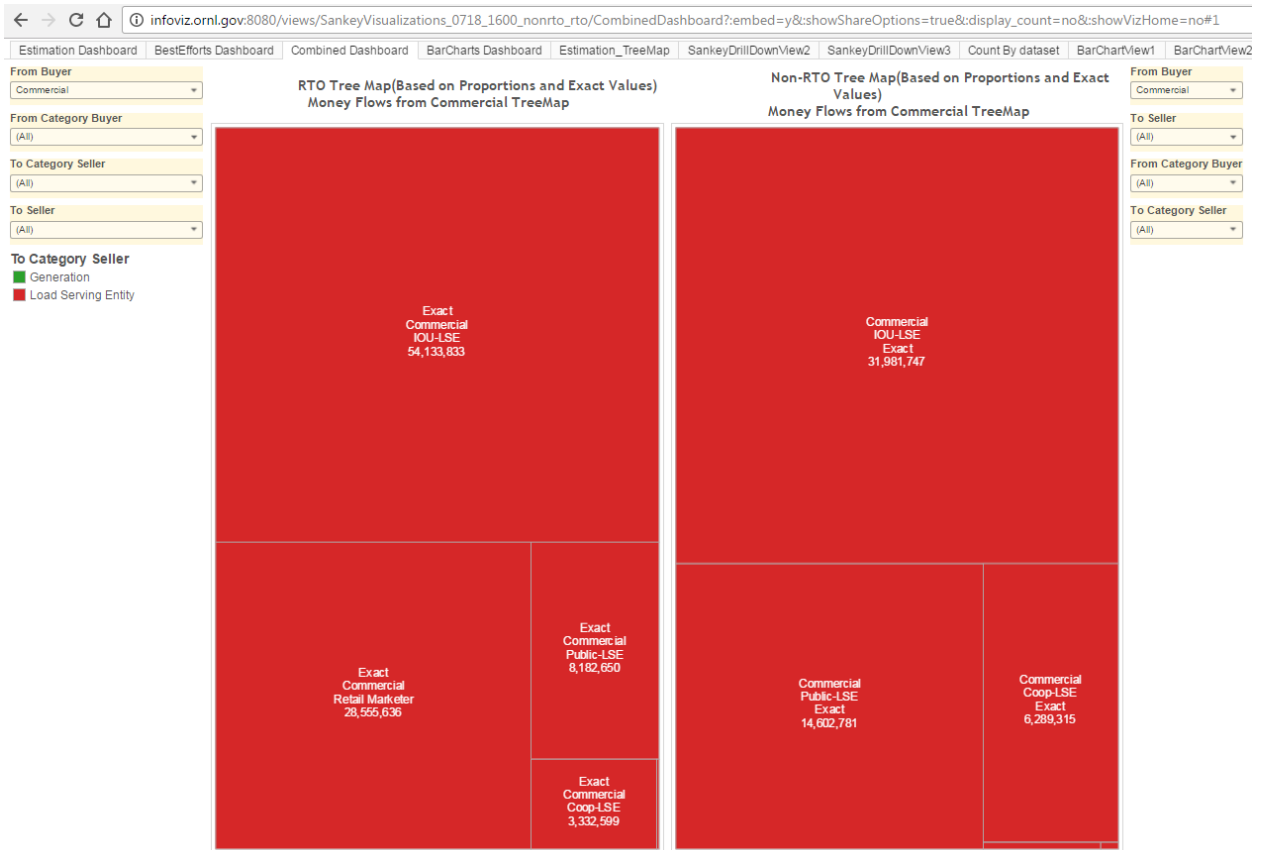 infoviz.ornl.gov:8080/views/SankeyVisualizations_0718_1600_nonrto_rto/CombinedDashboard?:embed=y&:showShareOptions=true&:display_count=no&:showVizHome=no#1
Estimation Dashboard BestEfforts Dashboard Combined Dashboard BarCharts Dashboard Estimation_TreeMap SankeyDrillDownView2 SankeyDrillDownView3 Count By dataset BarChartView1 BarChartView2
From Buyer
Commercial
From Category Buyer
(All)
To Category Seller
(All)
To Seller
(All)
To Category Seller
Generation
Load Serving Entity
RTO Tree Map(Based on Proportions and Exact Values)
Money Flows from Commercial TreeMap
Exact
Commercial
IOU-LSE
54,133,833
Exact
Commercial
Retail Marketer
28,555,636
Exact
Commercial
Public-LSE
8,182,650
Exact
Commercial
Coop-LSE
3,332,599
Non-RTO Tree Map(Based on Proportions and Exact
Values)
Money Flows from Commercial TreeMap
Commercial
IOU-LSE
Exact
31,981,747
Commercial
Public-LSE
Exact
14,602,781
Commercial
Coop-LSE
Exact
6,289,315
From Buyer
Commercial
To Seller
(All)
From Category Buyer
(All)
To Category Seller
(All)